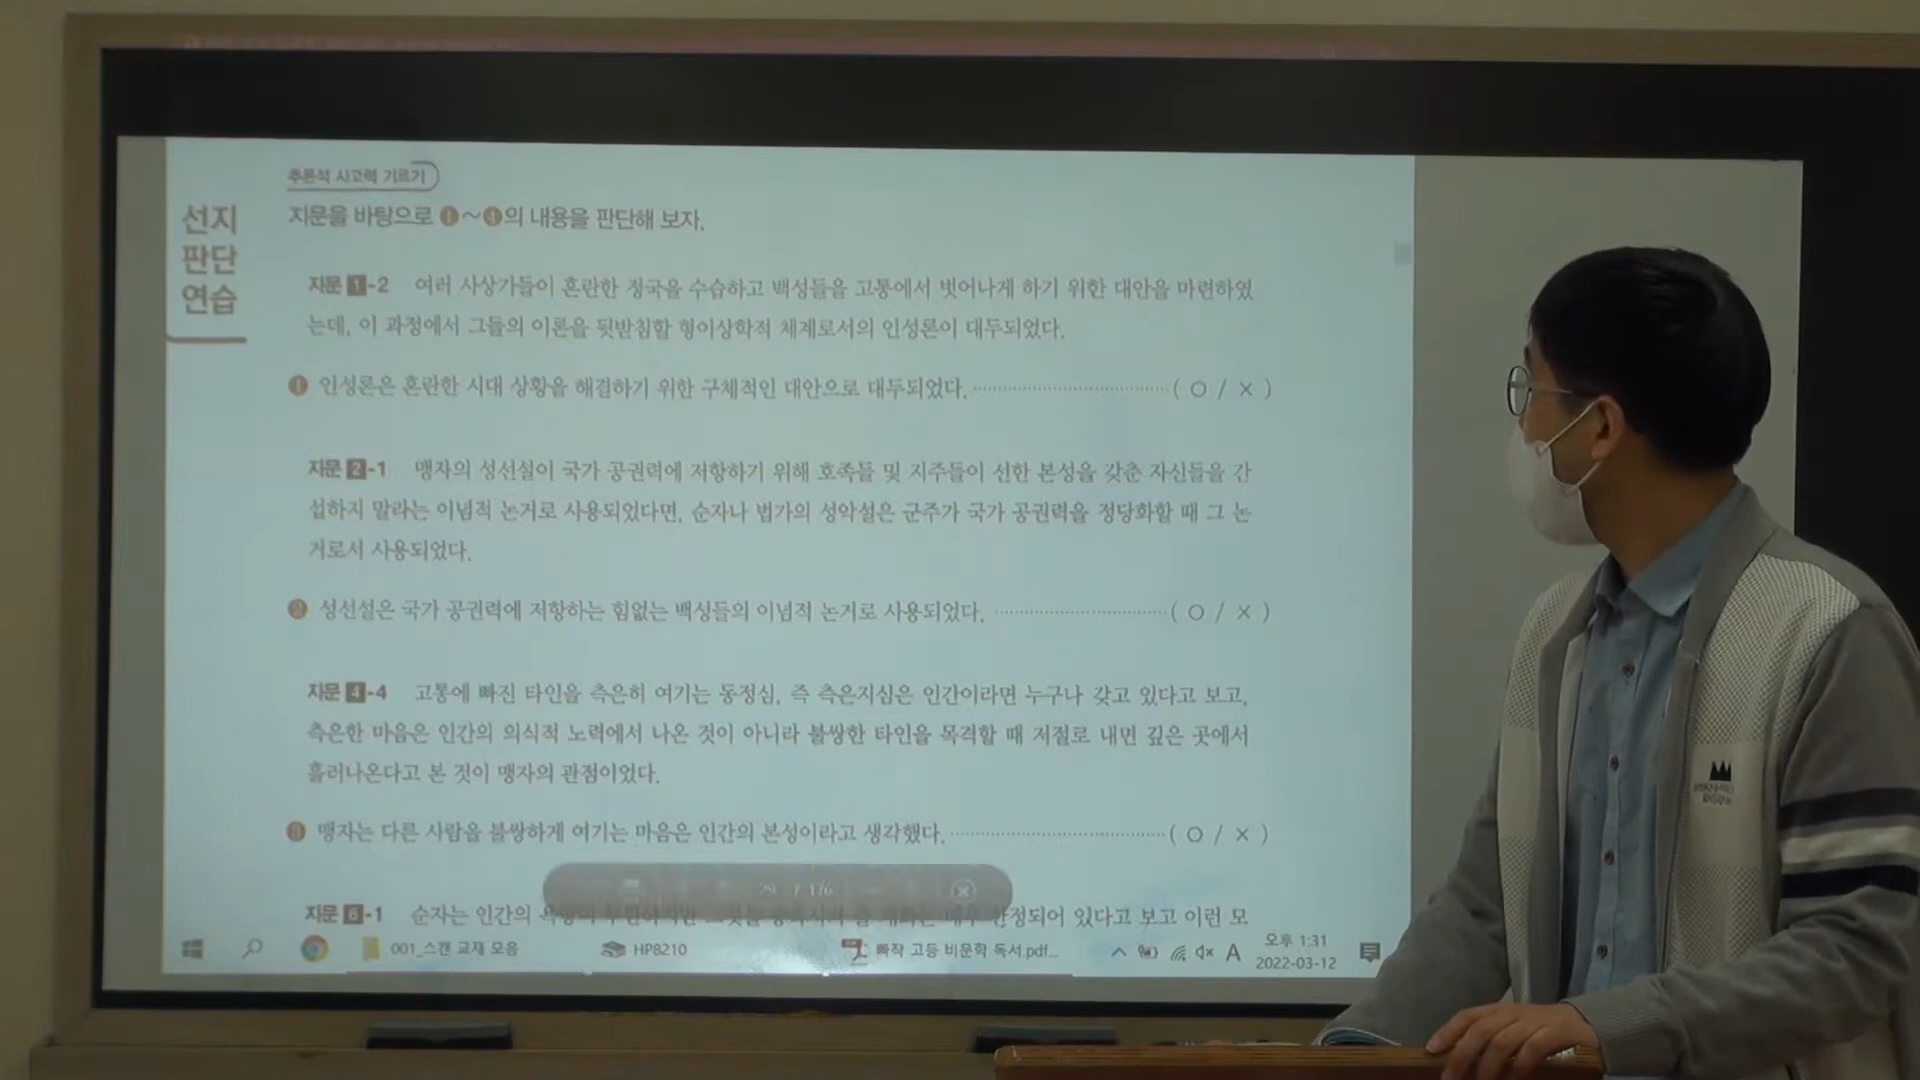 추론적 사고력 기르기
선지
판단
연습
지문을 바탕으로 1~4의 내용을 판단해 보자.
지문 1-2 여러 사상가들이 혼란한 정국을 수습하고 백성들을 고통에서 벗어나게 하기 위한 대안을 마련하였
는데, 이 과정에서 그들의 이론을 뒷받침할 형이상학적 체계로서의 인성론이 대두되었다.
1 인성론은 혼란한 시대 상황을 해결하기 위한 구체적인 대안으로 대두되었다. ( O / × )
지문 2-1 맹자의 성선설이 국가 공권력에 저항하기 위해 호족들 및 지주들이 선한 본성을 갖춘 자신들을 간
섭하지 말라는 이념적 논거로 사용되었다면, 순자나 법가의 성악설은 군주가 국가 공권력을 정당화할 때 그 논
거로서 사용되었다.
2 성선설은 국가 공권력에 저항하는 힘없는 백성들의 이념적 논거로 사용되었다. ( O / × )
지문 4-4 고통에 빠진 타인을 측은히 여기는 동정심, 즉 측은지심은 인간이라면 누구나 갖고 있다고 보고,
측은한 마음은 인간의 의식적 노력에서 나온 것이 아니라 불쌍한 타인을 목격할 때 저절로 내면 깊은 곳에서
흘러나온다고 본 것이 맹자의 관점이었다.
3 맹자는 다른 사람을 불쌍하게 여기는 마음은 인간의 본성이라고 생각했다. ( O / × )
29 / 176
지문 6-1 순자는 인간의 한정되어 있다고 보고 이런 모
001_스캔 교재 모음
HP8210
빠작 고등 비문학 독서.pdf...
A
오후 1:31
2022-03-12